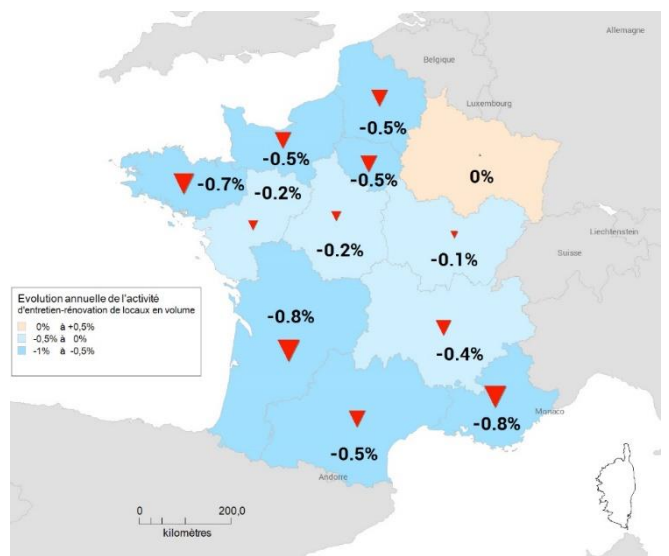 Allemagne
Belgique
Luxembourg
-0.5%
-0.5%
-0.5%
0%
-0.7%
-0.2%
-0.2%
-0.1%
Liechtenstein
Suisse
Evolution annuelle de l'activité
d'entretien-rénovation de locaux en volume
0% à +0,5%
-0,5% à 0%
-1% à -0,5%
-0.8%
-0.4%
Monaco
-0.8%
-0.5%
Andorre
0 200,0
kilomètres